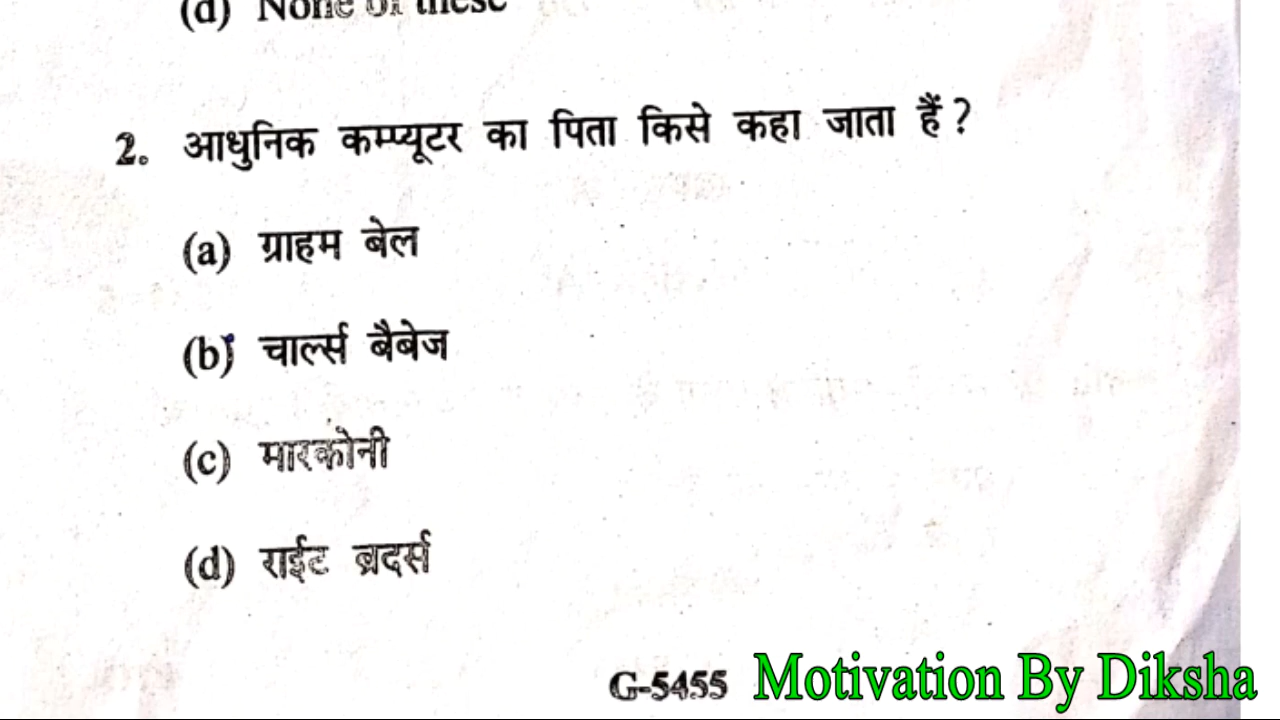 (d) None of these
2. आधुनिक कम्प्यूटर का पिता किसे कहा जाता हैं ?
(a) ग्राहम बेल
(b) चार्ल्स बैबेज
(c) मारकोनी
(d) राईट ब्रदर्स
G-5455 Motivation By Diksha